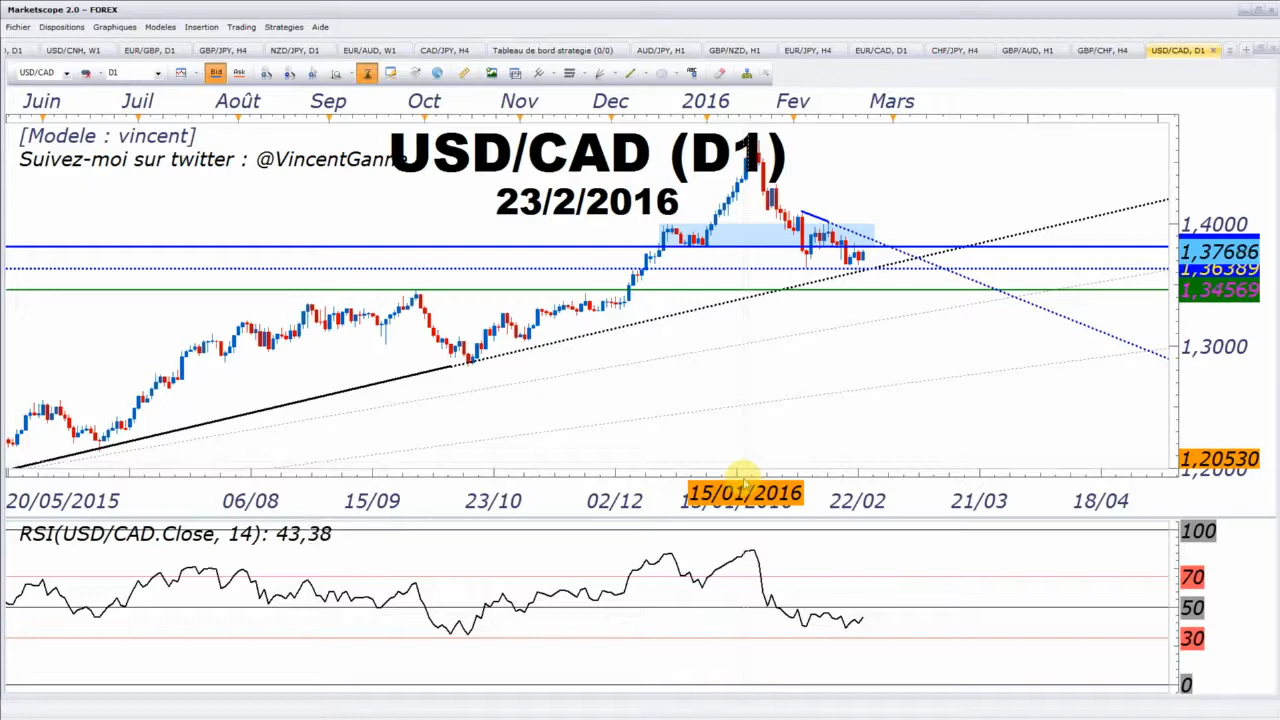 Marketscope 2.0 – FOREX
Fichier Dispositions Graphiques Modeles Insertion Trading Strategies Aide
D1 USD/CNH, W1 EUR/GBP, D1 GBP/JPY, H4 NZD/JPY, D1 EUR/AUD, W1 CAD/JPY, H4 Tableau de bord strategie (0/0) AUD/JPY, H1 GBP/NZD, H1 EUR/JPY, H4 EUR/CAD, D1 CHF/JPY, H4 GBP/AUD, H1 GBP/CHF, H4 USD/CAD, D1
USD/CAD D1 Bid Ask
Juin Juil Août Sep Oct Nov Dec 2016 Fev Mars
[Modele : vincent]
Suivez-moi sur twitter : @VincentGanne
USD/CAD (D1)
23/2/2016
1,4000
1,37686
1,36389
1,34569
1,3000
1,20530
20/05/2015 06/08 15/09 23/10 02/12 15/01/2016 22/02 21/03 18/04
RSI(USD/CAD.Close, 14): 43,38
100
70
50
30
0